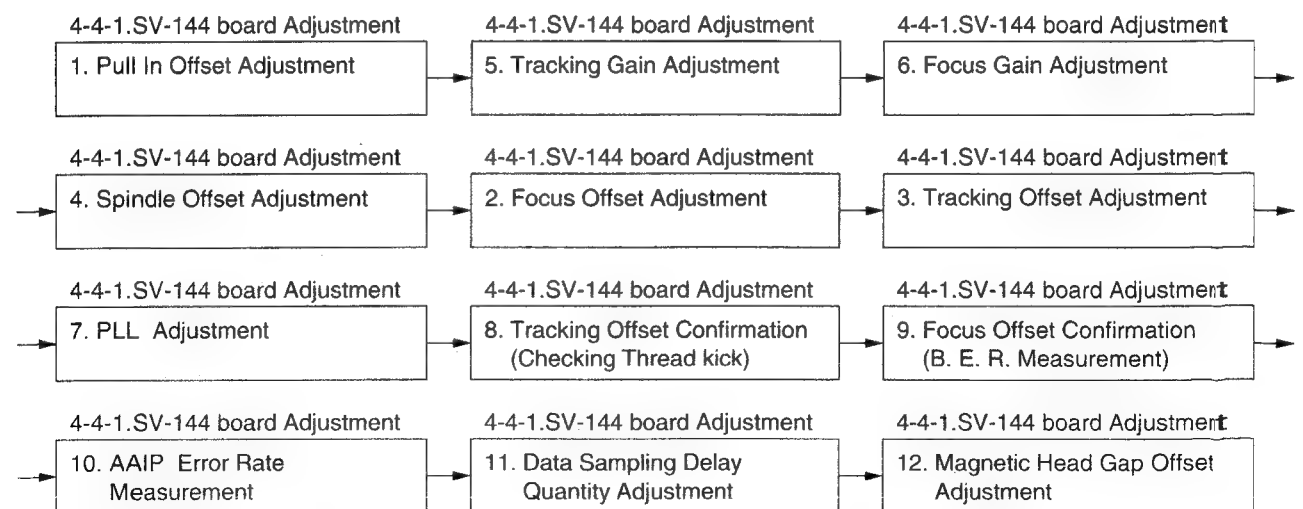 4-4-1.SV-144 board Adjustment
1. Pull In Offset Adjustment
4-4-1.SV-144 board Adjustment
5. Tracking Gain Adjustment
4-4-1.SV-144 board Adjustment
6. Focus Gain Adjustment
4-4-1.SV-144 board Adjustment
4. Spindle Offset Adjustment
4-4-1.SV-144 board Adjustment
2. Focus Offset Adjustment
4-4-1.SV-144 board Adjustment
3. Tracking Offset Adjustment
4-4-1.SV-144 board Adjustment
7. PLL Adjustment
4-4-1.SV-144 board Adjustment
8. Tracking Offset Confirmation
(Checking Thread kick)
4-4-1.SV-144 board Adjustment
9. Focus Offset Confirmation
(B. E. R. Measurement)
4-4-1.SV-144 board Adjustment
10. AAIP Error Rate
Measurement
4-4-1.SV-144 board Adjustment
11. Data Sampling Delay
Quantity Adjustment
4-4-1.SV-144 board Adjustment
12. Magnetic Head Gap Offset
Adjustment